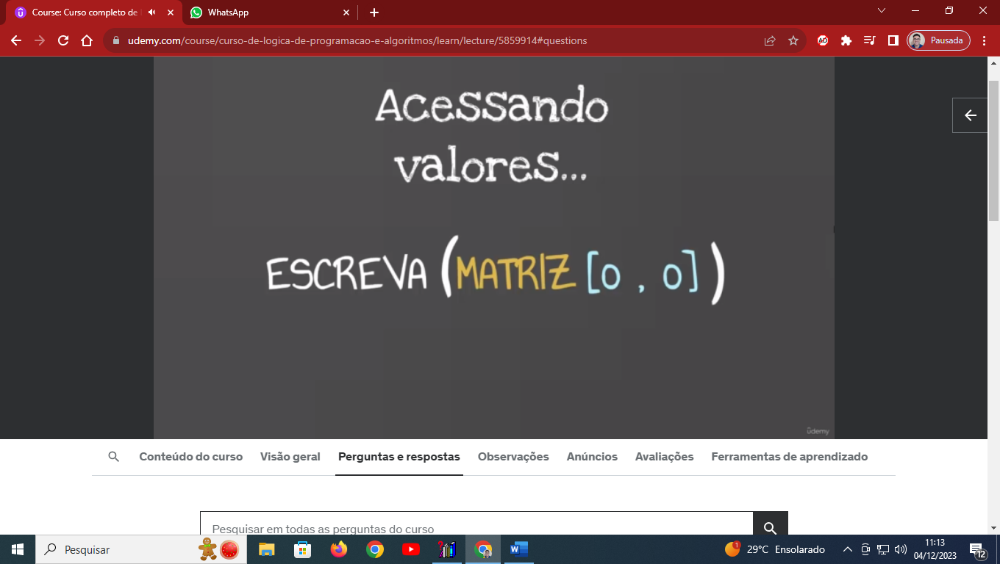 Course: Curso completo de
WhatsApp
udemy.com/course/curso-de-logica-de-programacao-e-algoritmos/learn/lecture/5859914#questions
Pausada
Acessando
valores...
ESCREVA (MATRIZ [0 , 0])
ûdemy
Conteúdo do curso
Visão geral
Perguntas e respostas
Observações
Anúncios
Avaliações
Ferramentas de aprendizado
Pesquisar em todas as perguntas do curso
Pesquisar
1
29°C Ensolarado
11:13
04/12/2023
12